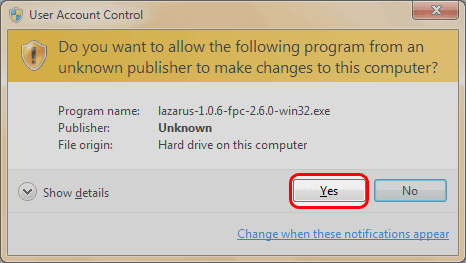 User Account Control
Do you want to allow the following program from an
unknown publisher to make changes to this computer?
Program name: lazarus-1.0.6-fpc-2.6.0-win32.exe
Publisher: Unknown
File origin: Hard drive on this computer
Show details Yes No
Change when these notifications appear